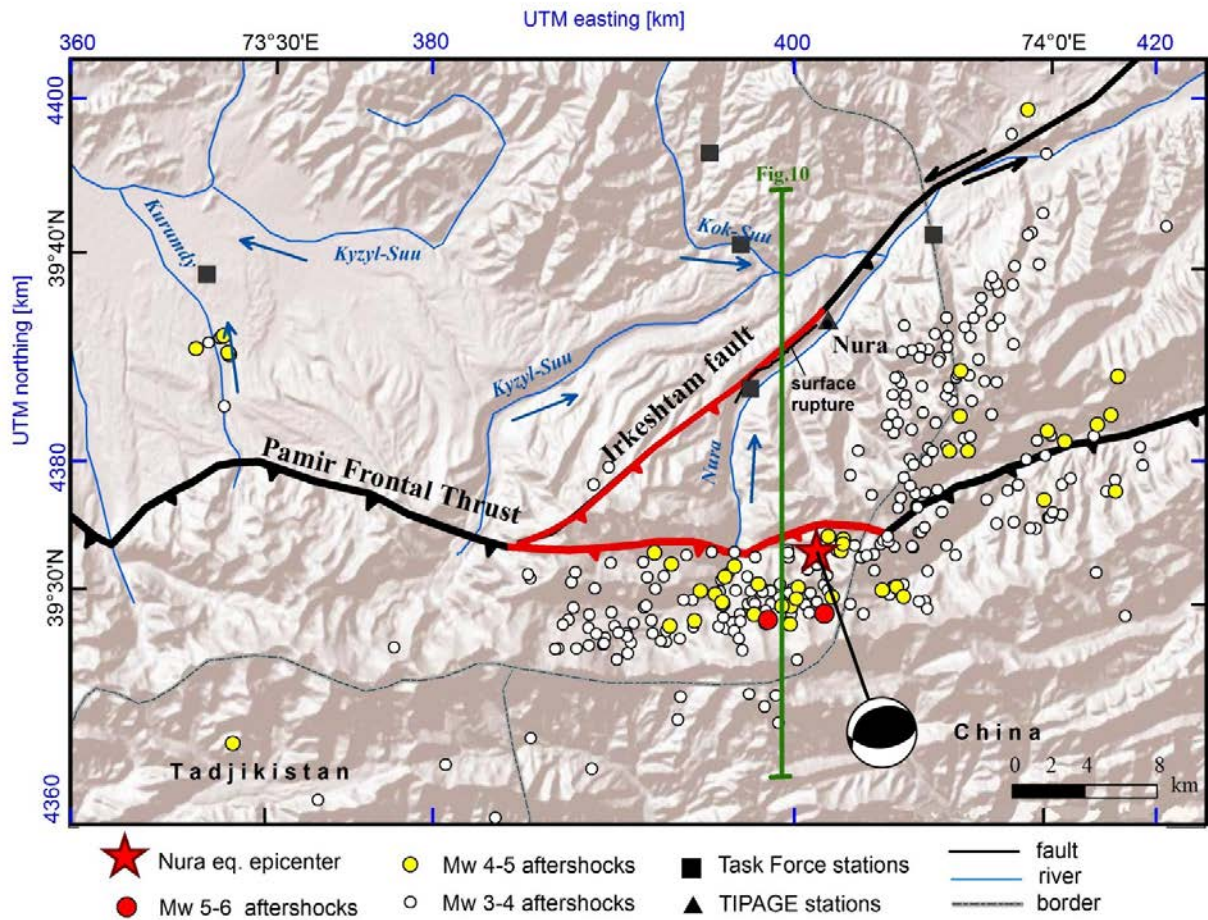 UTM easting [km]
360
73°30'E
380
400
74°0'E
420
UTM northing [km]
4400
39°40'N
4380
39°30'N
4360
Fig.10
Kurumdy
Kyzyl-Suu
Kok-Suu
Kyzyl-Suu
Irkeshtam fault
Nura
surface
rupture
Nura
Pamir Frontal Thrust
China
Tadjikistan
0 4 8
km
Nura eq. epicenter
Mw 4-5 aftershocks
Task Force stations
fault
river
Mw 5-6 aftershocks
Mw 3-4 aftershocks
TIPAGE stations
border